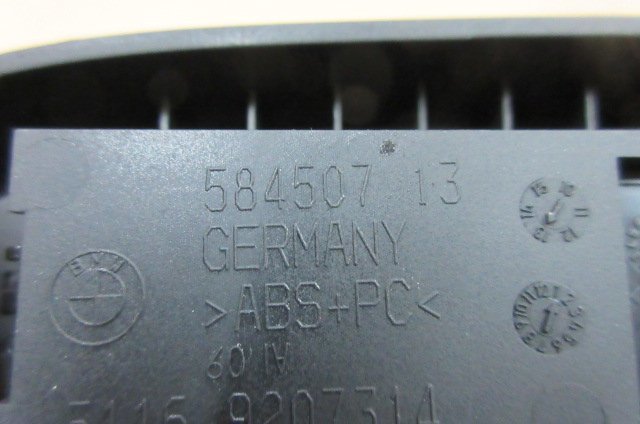 584507 13
GERMANY
>ABS+PC<
BMW
5116 9207314